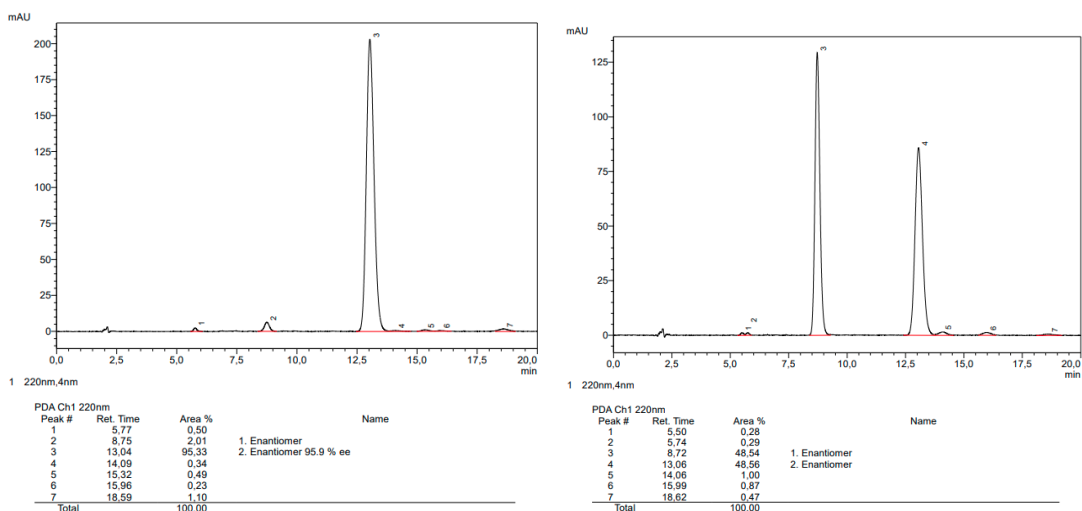 mAU
200
175
150
125
100
75
50
25
0
1
2
3
4
5
6
7
0,0 2,5 5,0 7,5 10,0 12,5 15,0 17,5 20,0
min
1 220nm,4nm
PDA Ch1 220nm
Peak # Ret. Time Area % Name
1 5,77 0,50
2 8,75 2,01 1. Enantiomer
3 13,04 95,33 2. Enantiomer 95.9 % ee
4 14,09 0,34
5 15,32 0,49
6 15,96 0,23
7 18,59 1,10
Total 100,00
mAU
125
100
75
50
25
0
1
2
3
4
5
6
7
0,0 2,5 5,0 7,5 10,0 12,5 15,0 17,5 20,0
min
1 220nm,4nm
PDA Ch1 220nm
Peak # Ret. Time Area % Name
1 5,50 0,28
2 5,74 0,29
3 8,72 48,54 1. Enantiomer
4 13,06 48,56 2. Enantiomer
5 14,06 1,00
6 15,99 0,87
7 18,62 0,47
Total 100,00